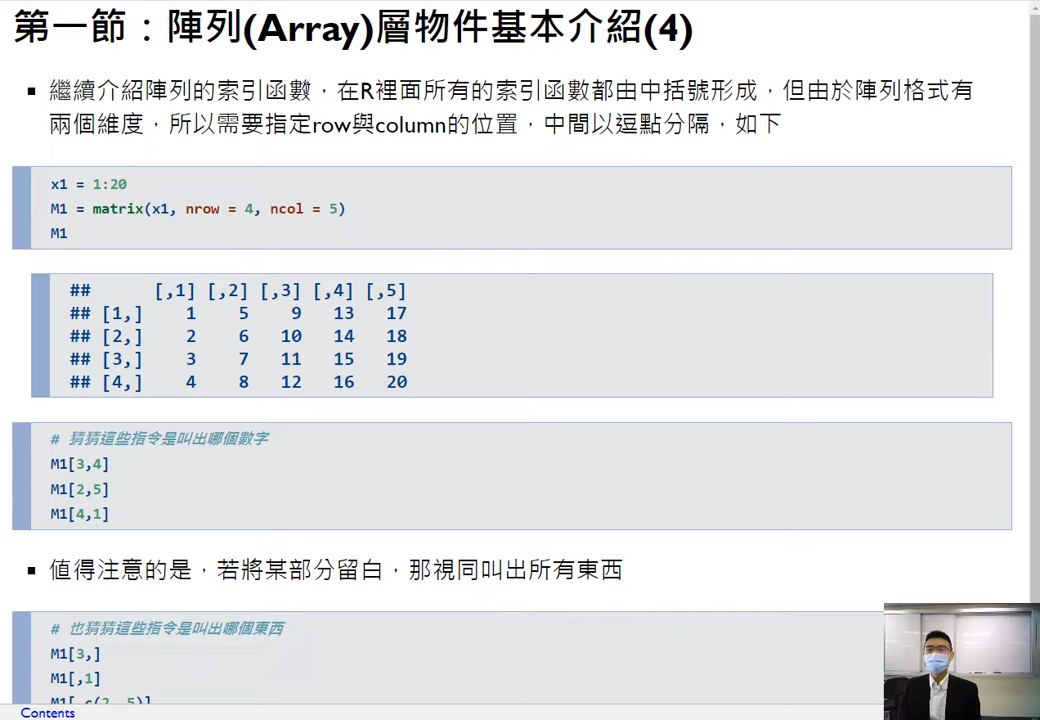 第一節：陣列(Array)層物件基本介紹(4)
▪ 繼續介紹陣列的索引函數，在R裡面所有的索引函數都由中括號形成，但由於陣列格式有
兩個維度，所以需要指定row與column的位置，中間以逗點分隔，如下
x1 = 1:20
M1 = matrix(x1, nrow = 4, ncol = 5)
M1
##      [,1] [,2] [,3] [,4] [,5]
## [1,]    1    5    9   13   17
## [2,]    2    6   10   14   18
## [3,]    3    7   11   15   19
## [4,]    4    8   12   16   20
# 猜猜這些指令是叫出哪個數字
M1[3,4]
M1[2,5]
M1[4,1]
▪ 值得注意的是，若將某部分留白，那視同叫出所有東西
# 也猜猜這些指令是叫出哪個東西
M1[3,]
M1[,1]
M1[,c(2, 5)]
Contents